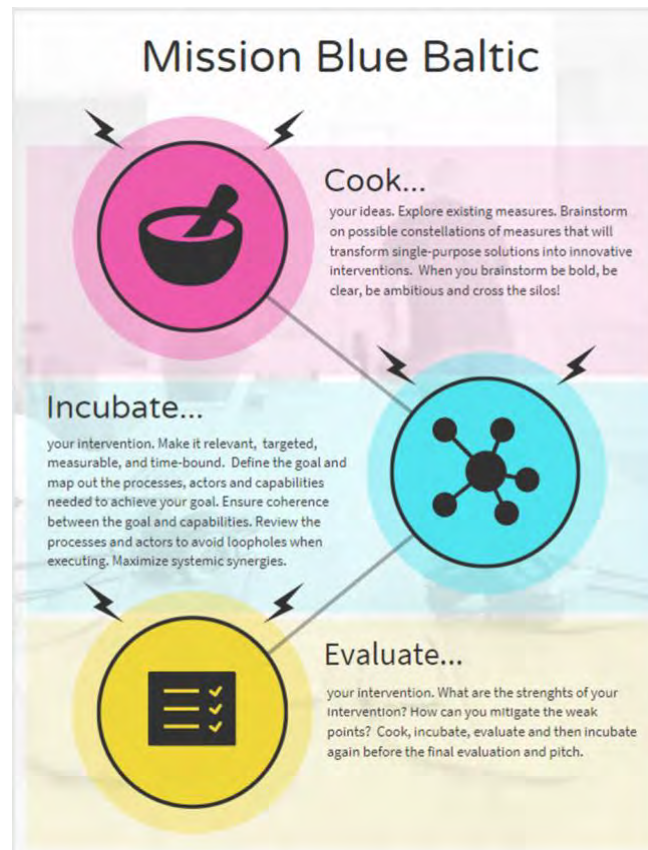 Mission Blue Baltic
Cook...
your ideas. Explore existing measures. Brainstorm
on possible constellations of measures that will
transform single-purpose solutions into innovative
interventions. When you brainstorm be bold, be
clear, be ambitious and cross the silos!
Incubate...
your intervention. Make it relevant, targeted,
measurable, and time-bound. Define the goal and
map out the processes, actors and capabilities
needed to achieve your goal. Ensure coherence
between the goal and capabilities. Review the
processes and actors to avoid loopholes when
executing. Maximize systemic synergies.
Evaluate...
your intervention. What are the strenghts of your
intervention? How can you mitigate the weak
points? Cook, incubate, evaluate and then incubate
again before the final evaluation and pitch.